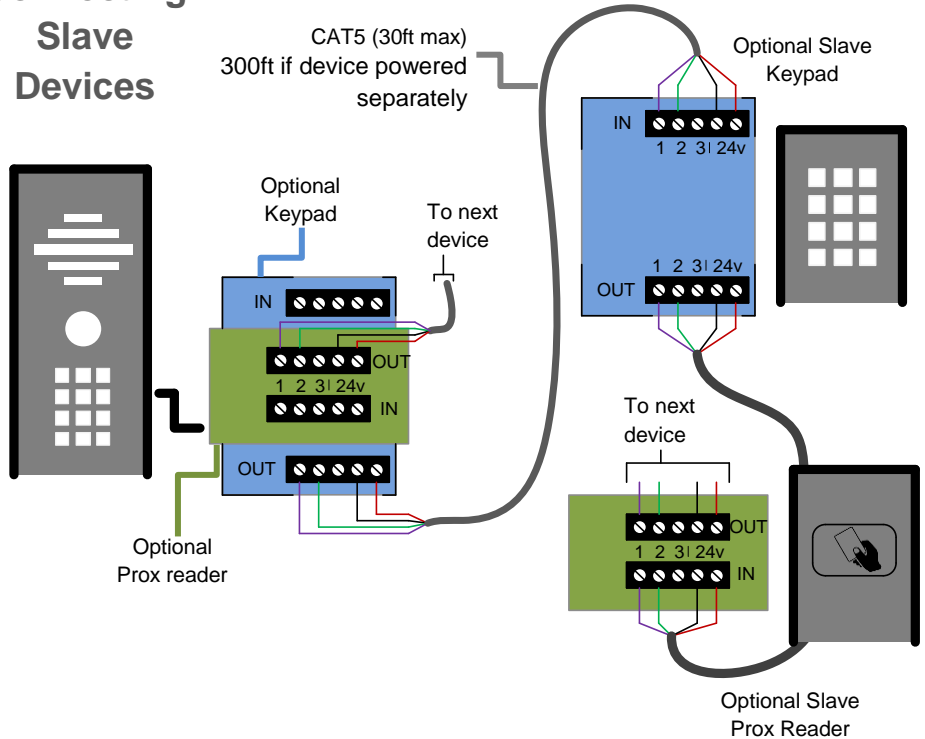 Slave
Devices
CAT5 (30ft max)
300ft if device powered
separately
Optional Slave
Keypad
IN
1 2 3 24v
1 2 3 24v
OUT
Optional
Keypad
To next
device
IN
OUT
1 2 3 24v
IN
OUT
Optional
Prox reader
To next
device
OUT
1 2 3 24v
IN
Optional Slave
Prox Reader